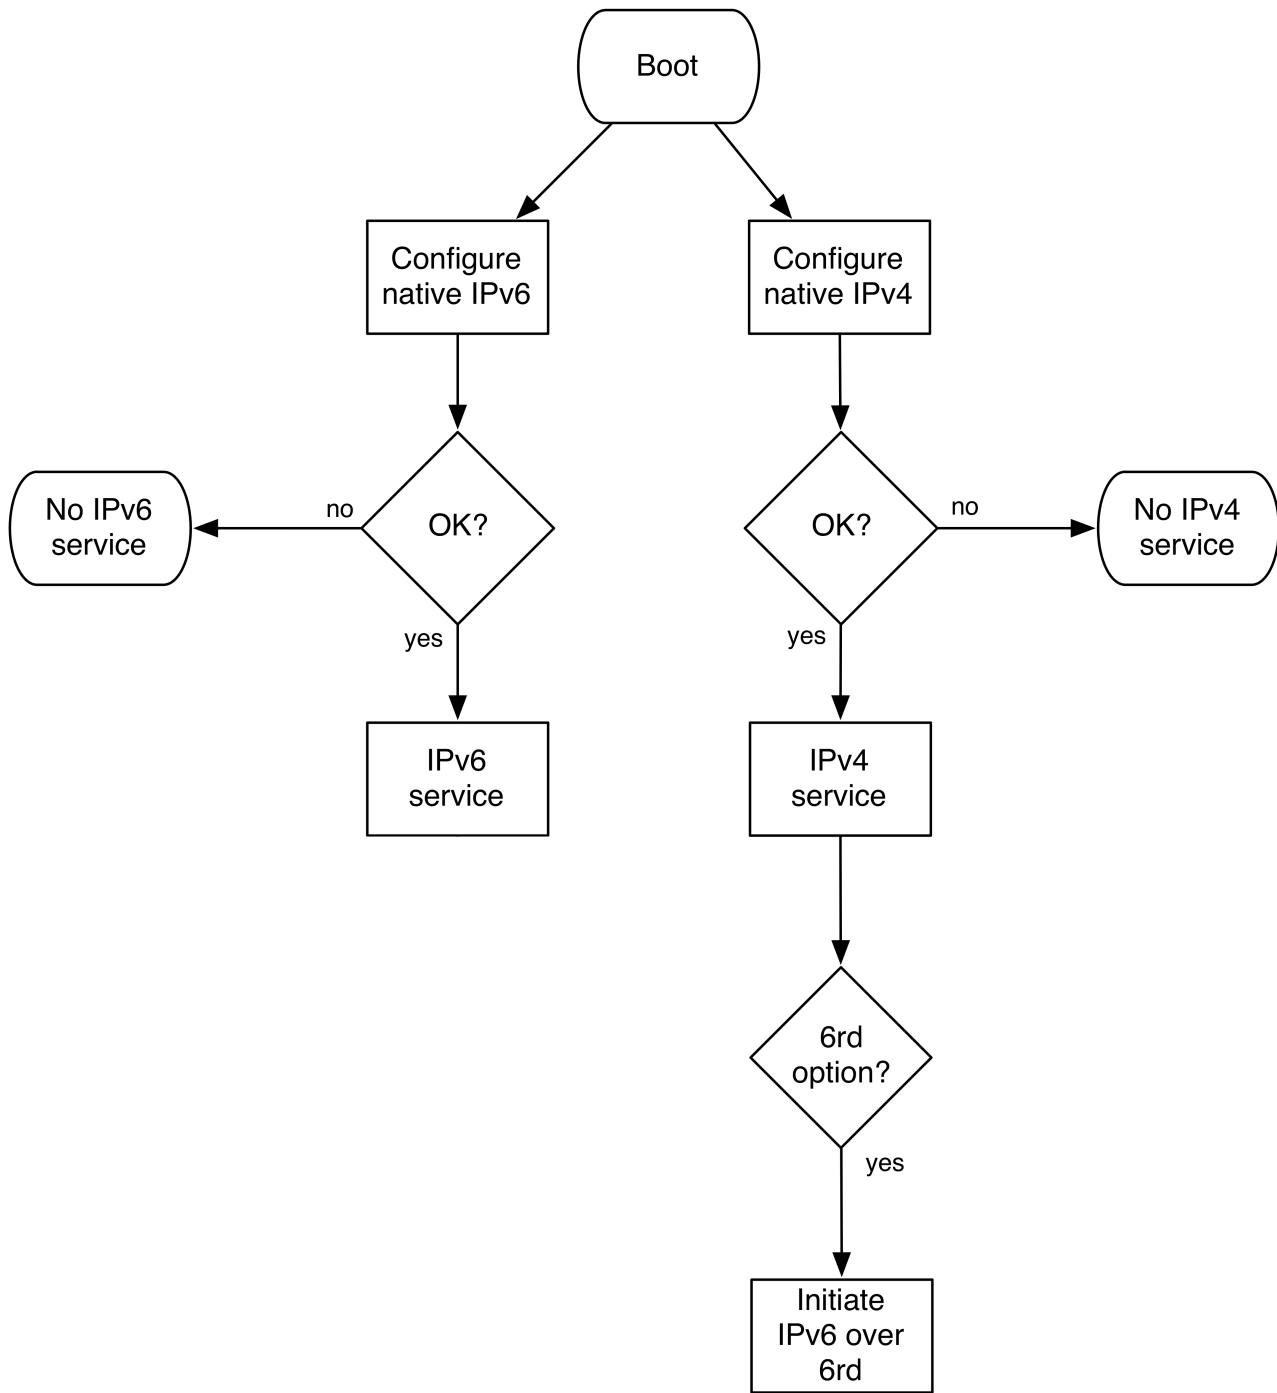 Boot
Configure
native IPv6
Configure
native IPv4
No IPv6
service
no
OK?
OK?
no
No IPv4
service
yes
yes
IPv6
service
IPv4
service
6rd
option?
yes
Initiate
IPv6 over
6rd